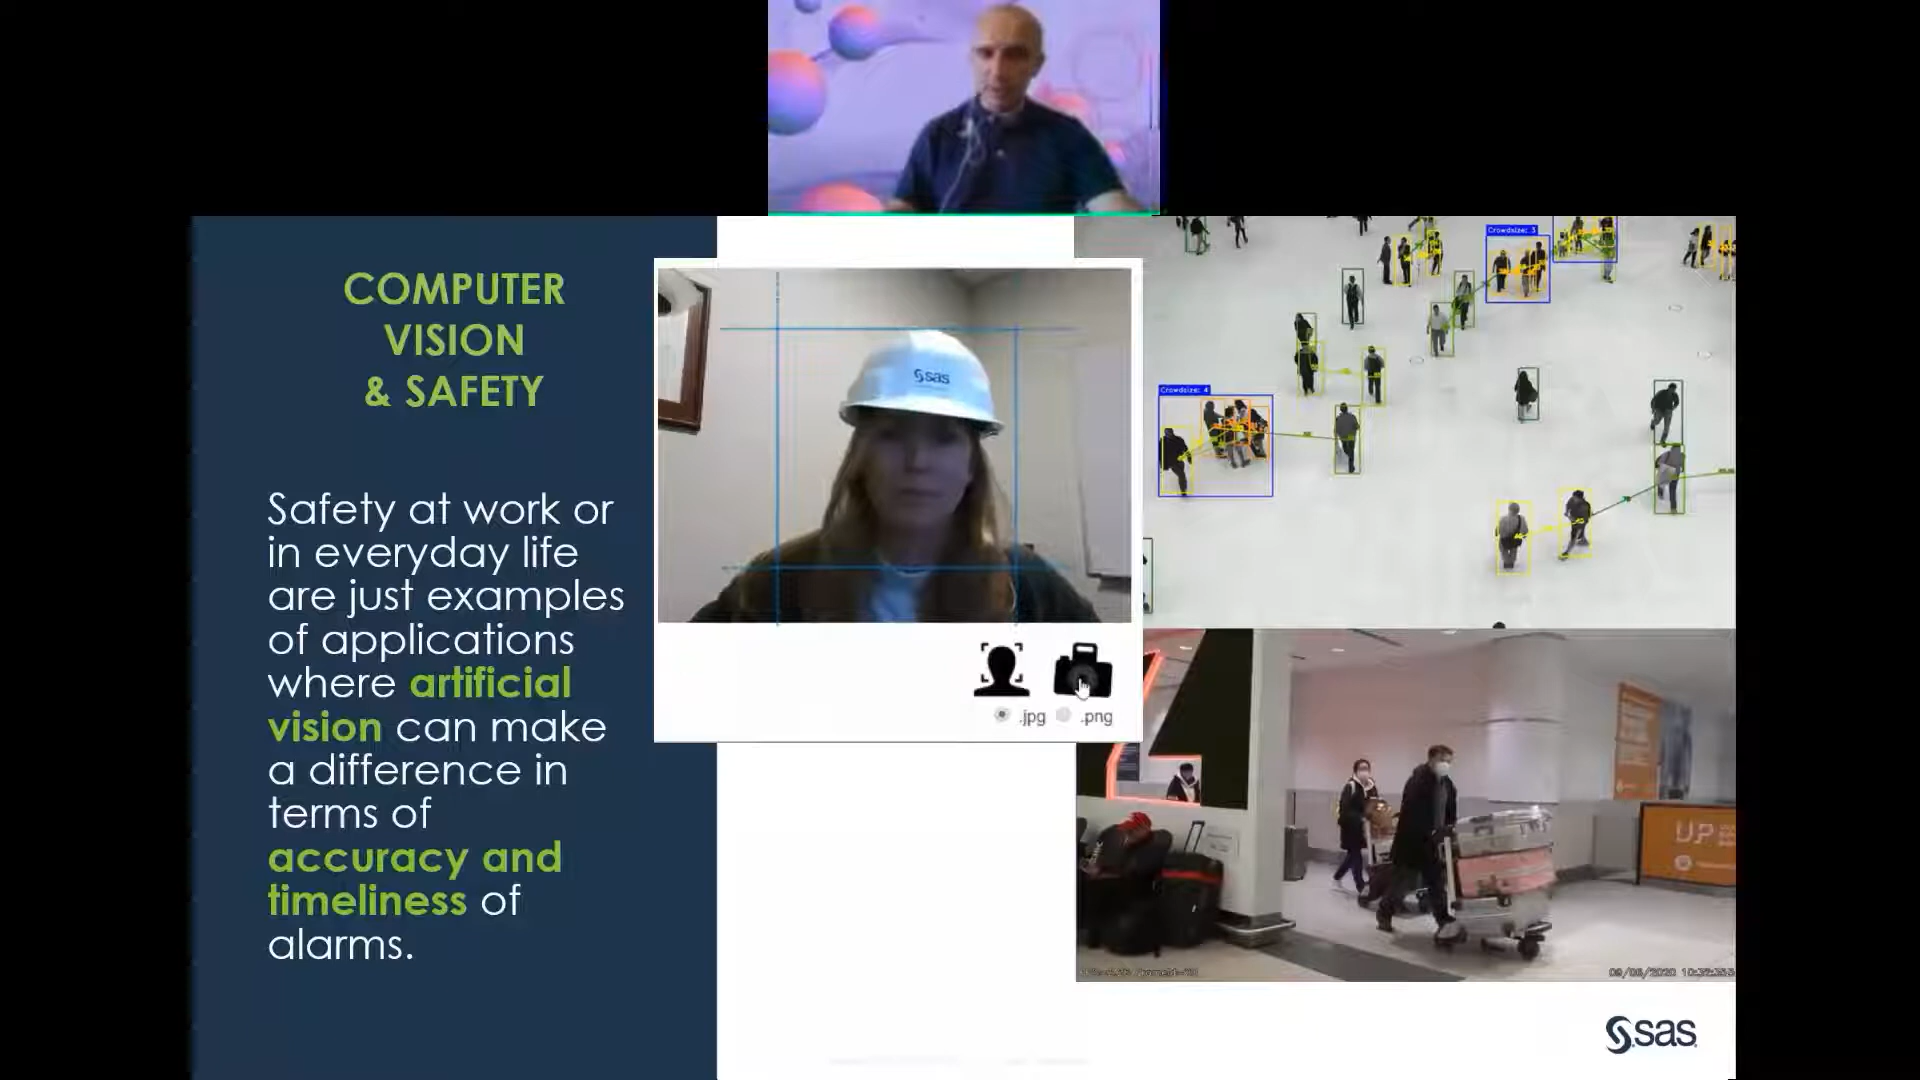 COMPUTER
VISION
& SAFETY
Safety at work or
in everyday life
are just examples
of applications
where artificial
vision can make
a difference in
terms of
accuracy and
timeliness of
alarms.
sas
.jpg .png
Crowdsize: 3
Crowdsize: 4
UP
sas